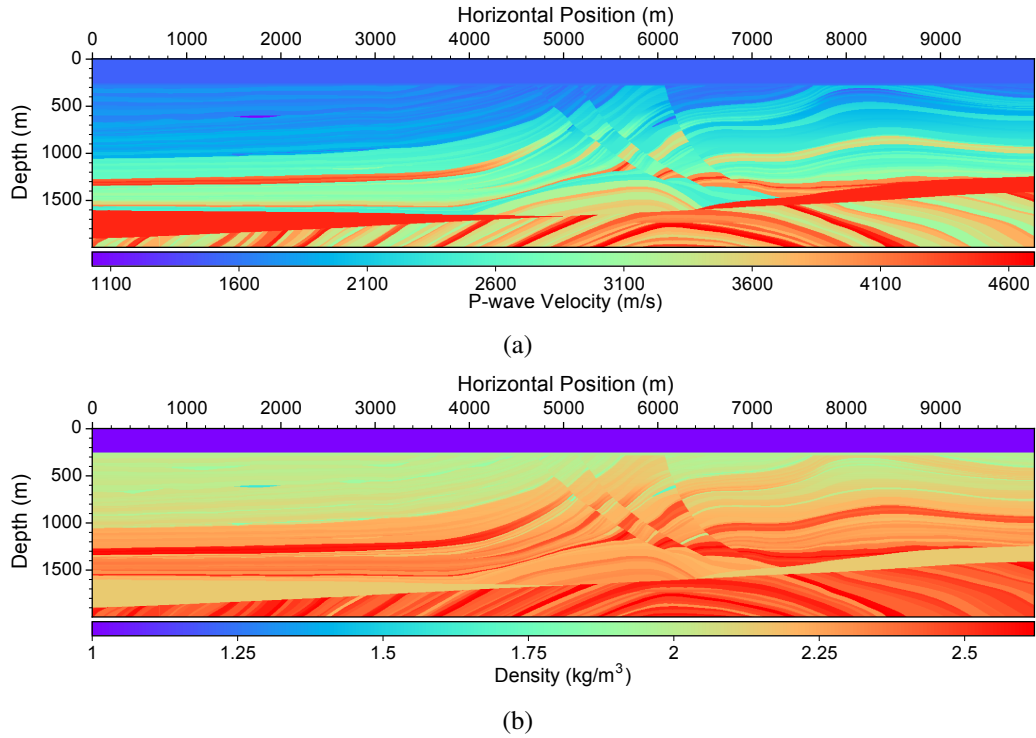 Horizontal Position (m)
0 1000 2000 3000 4000 5000 6000 7000 8000 9000
Depth (m)
0
500
1000
1500
1100 1600 2100 2600 3100 3600 4100 4600
P-wave Velocity (m/s)
(a)
Horizontal Position (m)
0 1000 2000 3000 4000 5000 6000 7000 8000 9000
Depth (m)
0
500
1000
1500
1 1.25 1.5 1.75 2 2.25 2.5
Density (kg/m³)
(b)